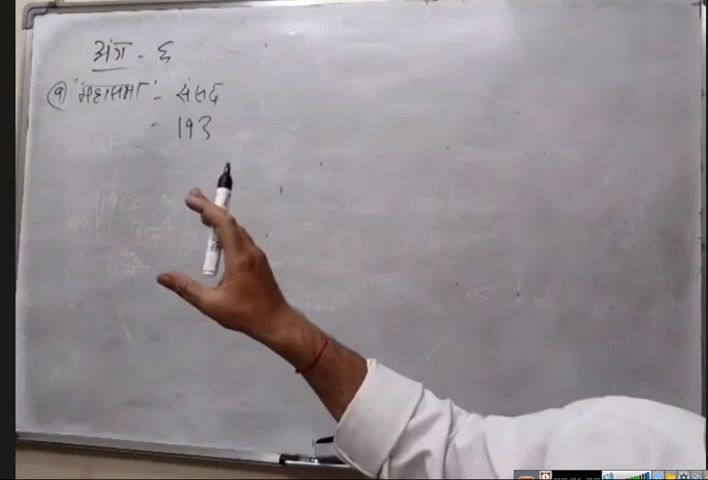 अंग - ६
१) 'महासभा' - संसद
- 193